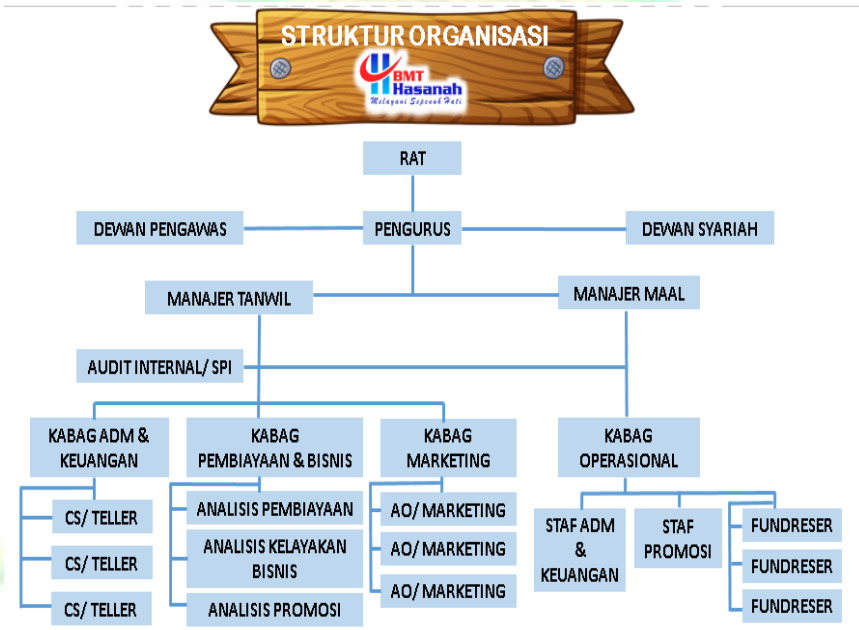 STRUKTUR ORGANISASI
BMT
Hasanah
Melayani Sepenuh Hati
RAT
DEWAN PENGAWAS
PENGURUS
DEWAN SYARIAH
MANAJER TANWIL
MANAJER MAAL
AUDIT INTERNAL/ SPI
KABAG ADM &
KEUANGAN
KABAG
PEMBIAYAAN & BISNIS
KABAG
MARKETING
KABAG
OPERASIONAL
CS/ TELLER
CS/ TELLER
CS/ TELLER
ANALISIS PEMBIAYAAN
ANALISIS KELAYAKAN
BISNIS
ANALISIS PROMOSI
AO/ MARKETING
AO/ MARKETING
AO/ MARKETING
STAF ADM
&
KEUANGAN
STAF
PROMOSI
FUNDRESER
FUNDRESER
FUNDRESER